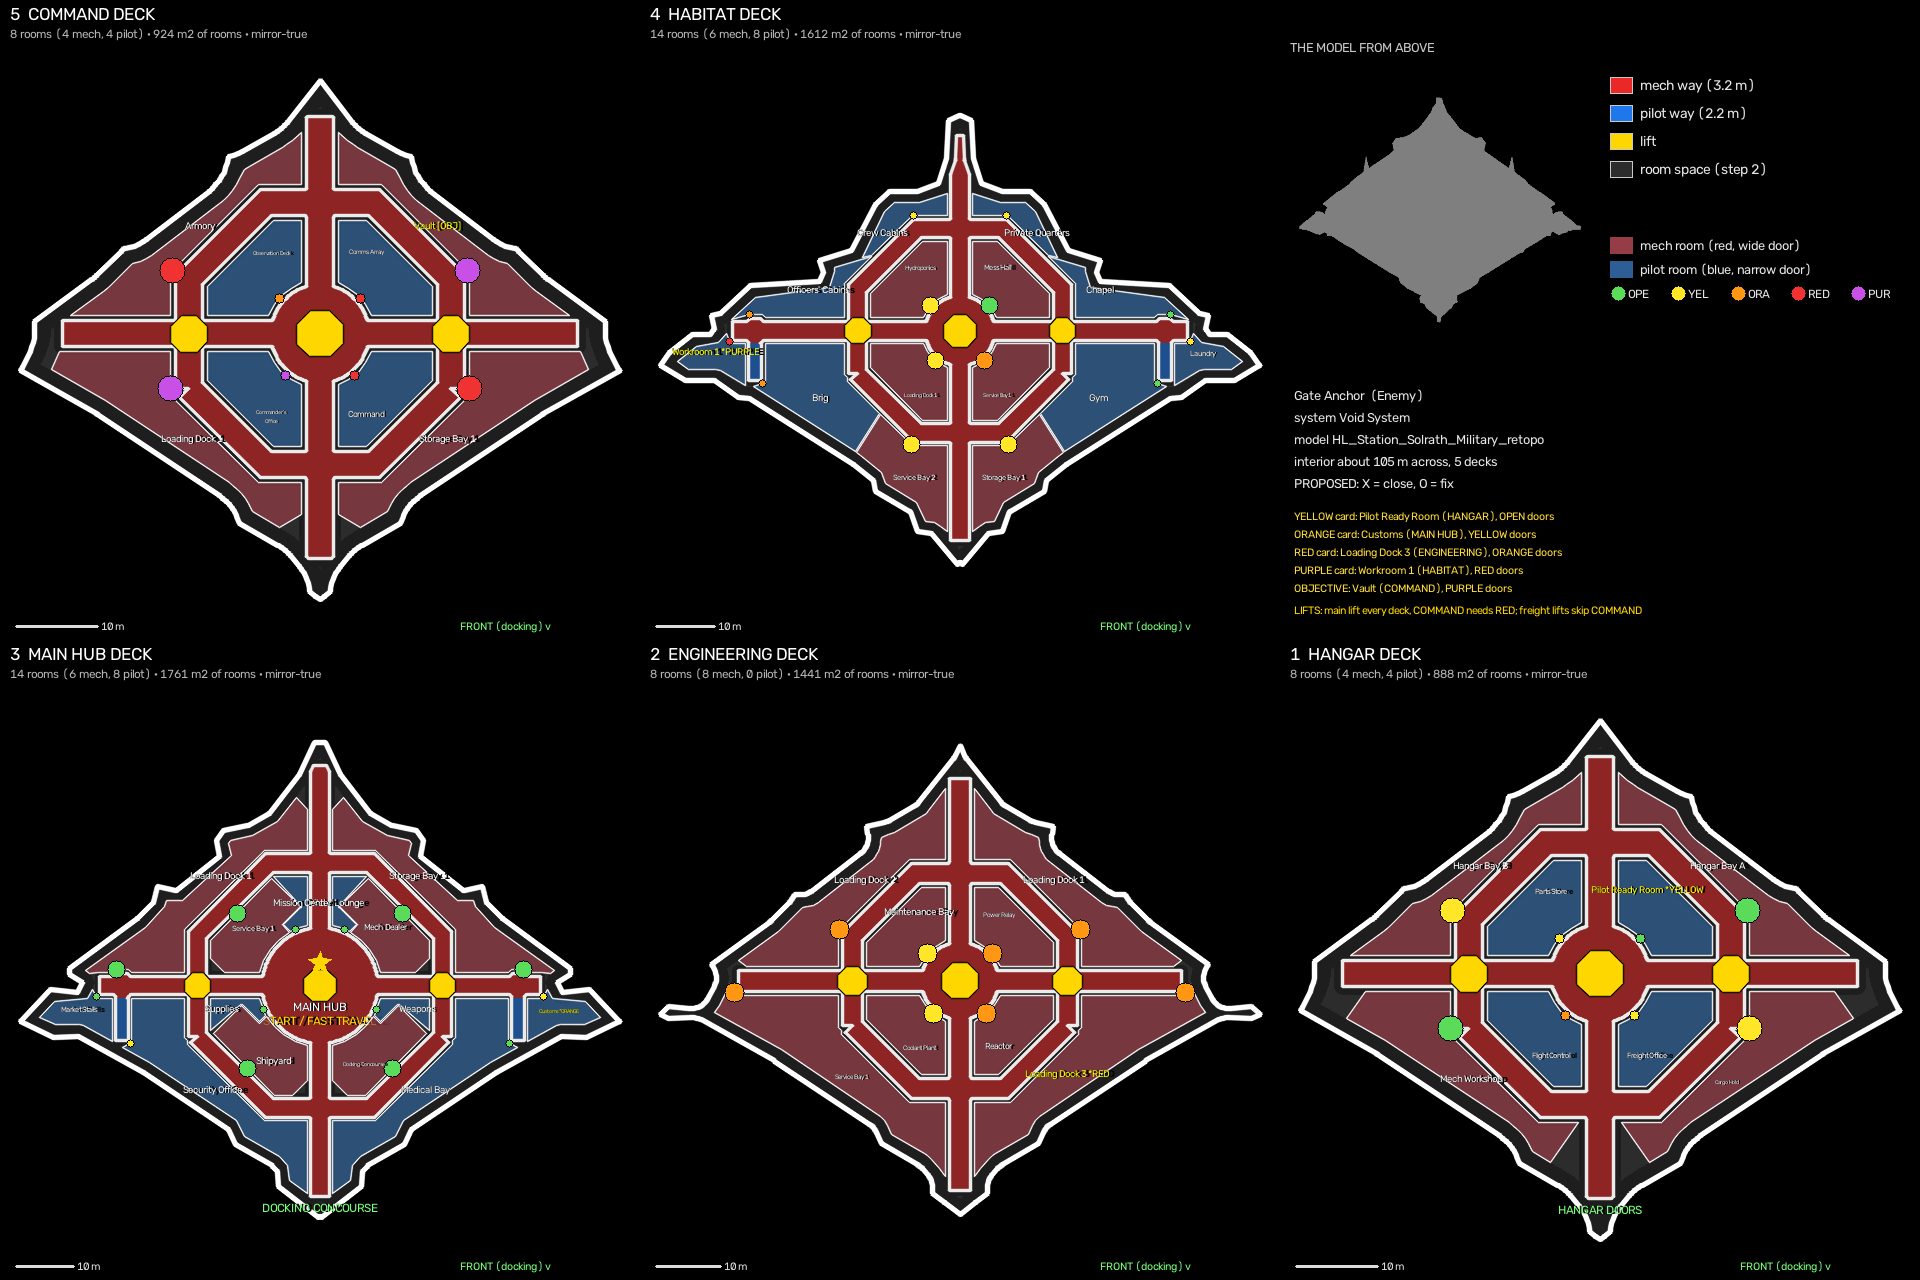 5 COMMAND DECK
8 rooms (4 mech, 4 pilot) • 924 m2 of rooms • mirror-true
Armory
Vault [OBJ]
Observation Deck
Comms Array
Commander's
Office
Command
Loading Dock 1
Storage Bay 1
10 m
FRONT (docking) v
4 HABITAT DECK
14 rooms (6 mech, 8 pilot) • 1612 m2 of rooms • mirror-true
Crew Cabins
Private Quarters
Hydroponics
Mess Hall
Officers' Cabins
Chapel
Workroom 1 *PURPLE
Laundry
Brig
Loading Dock 1
Service Bay 1
Gym
Service Bay 2
Storage Bay 1
10 m
FRONT (docking) v
THE MODEL FROM ABOVE
mech way (3.2 m)
pilot way (2.2 m)
lift
room space (step 2)
mech room (red, wide door)
pilot room (blue, narrow door)
OPE YEL ORA RED PUR
Gate Anchor (Enemy)
system Void System
model HL_Station_Solrath_Military_retopo
interior about 105 m across, 5 decks
PROPOSED: X = close, O = fix
YELLOW card: Pilot Ready Room (HANGAR), OPEN doors
ORANGE card: Customs (MAIN HUB), YELLOW doors
RED card: Loading Dock 3 (ENGINEERING), ORANGE doors
PURPLE card: Workroom 1 (HABITAT), RED doors
OBJECTIVE: Vault (COMMAND), PURPLE doors
LIFTS: main lift every deck, COMMAND needs RED; freight lifts skip COMMAND
3 MAIN HUB DECK
14 rooms (6 mech, 8 pilot) • 1761 m2 of rooms • mirror-true
Loading Dock 1
Storage Bay 1
Mission Center
Lounge
Service Bay 1
Mech Dealer
Market Stalls
Supplies
MAIN HUB
START / FAST TRAVEL
Weapons
Customs *ORANGE
Shipyard
Docking Concourse
Security Office
Medical Bay
DOCKING CONCOURSE
10 m
FRONT (docking) v
2 ENGINEERING DECK
8 rooms (8 mech, 0 pilot) • 1441 m2 of rooms • mirror-true
Loading Dock 2
Loading Dock 1
Maintenance Bay
Power Relay
Coolant Plant
Reactor
Service Bay 1
Loading Dock 3 *RED
10 m
FRONT (docking) v
1 HANGAR DECK
8 rooms (4 mech, 4 pilot) • 888 m2 of rooms • mirror-true
Hangar Bay B
Hangar Bay A
Parts Store
Pilot Ready Room *YELLOW
Flight Control
Freight Office
Mech Workshop
Cargo Hold
HANGAR DOORS
10 m
FRONT (docking) v